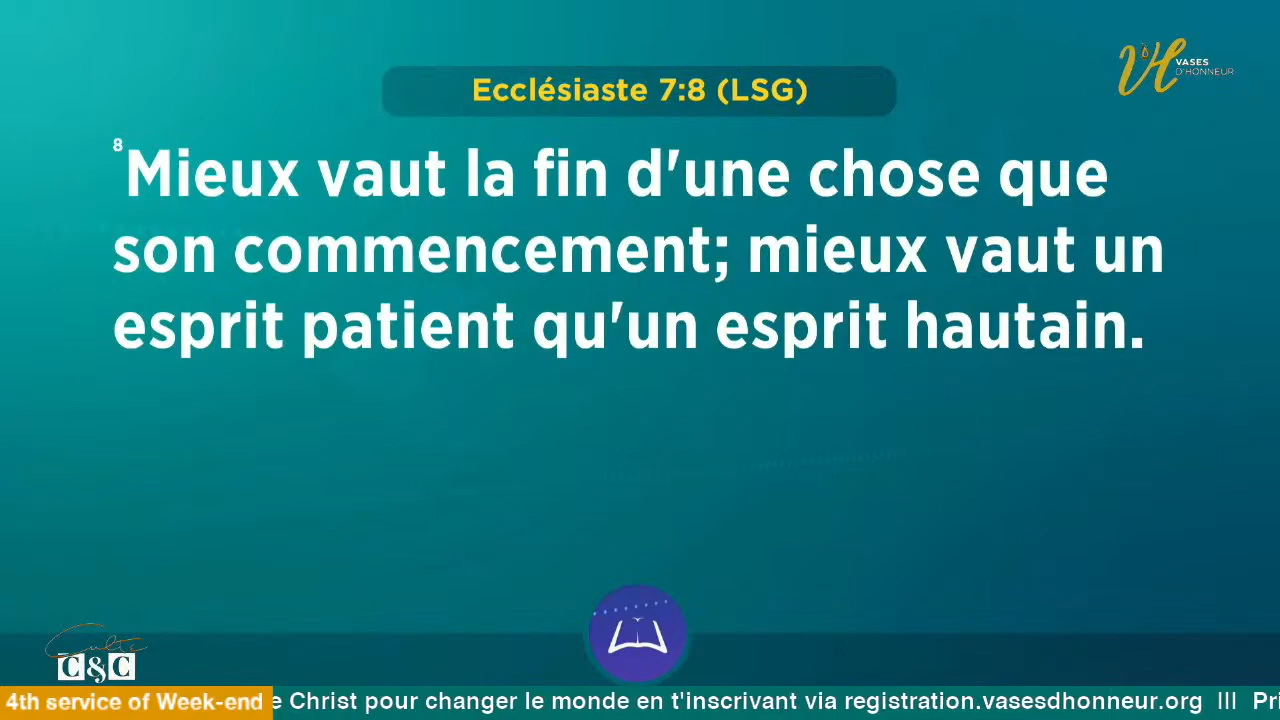 VH VASES
D'HONNEUR
Ecclésiaste 7:8 (LSG)
8 Mieux vaut la fin d'une chose que
son commencement; mieux vaut un
esprit patient qu'un esprit hautain.
Culte
C&C
4th service of Week-end
e Christ pour changer le monde en t'inscrivant via registration.vasesdhonneur.org III Pri